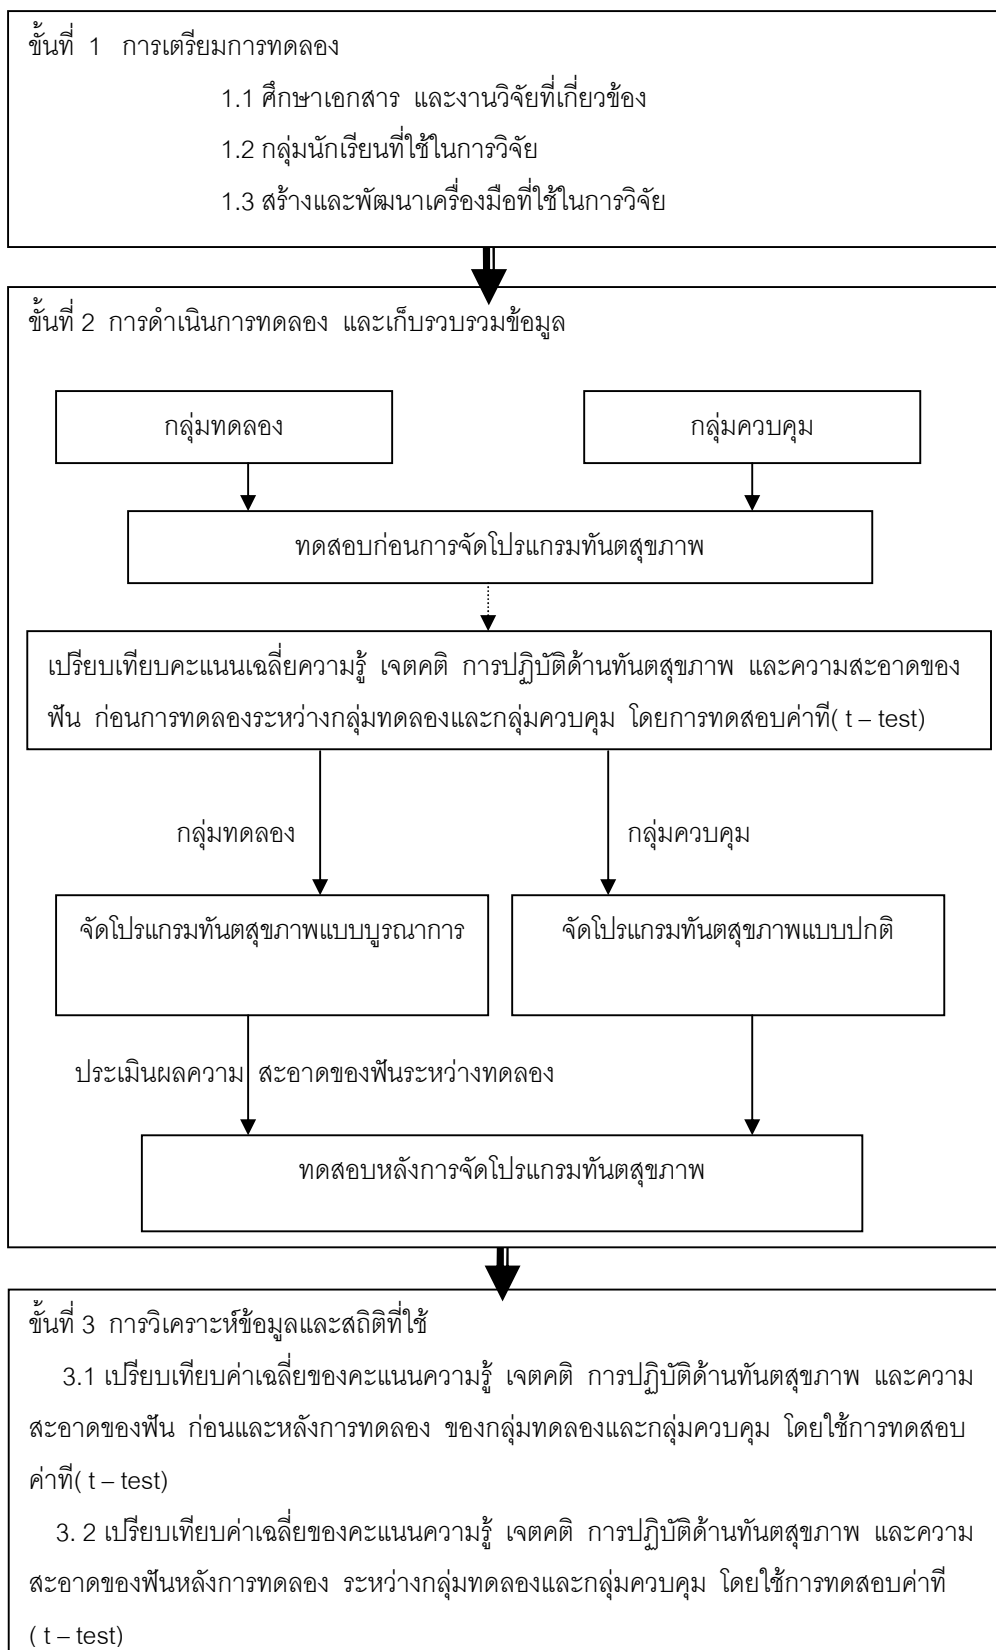 ขั้นที่ 1 การเตรียมการทดลอง
1.1 ศึกษาเอกสาร และงานวิจัยที่เกี่ยวข้อง
1.2 กลุ่มนักเรียนที่ใช้ในการวิจัย
1.3 สร้างและพัฒนาเครื่องมือที่ใช้ในการวิจัย
ขั้นที่ 2 การดำเนินการทดลอง และเก็บรวบรวมข้อมูล
กลุ่มทดลอง
กลุ่มควบคุม
ทดสอบก่อนการจัดโปรแกรมทันตสุขภาพ
เปรียบเทียบคะแนนเฉลี่ยความรู้ เจตคติ การปฏิบัติด้านทันตสุขภาพ และความสะอาดของ
ฟัน ก่อนการทดลองระหว่างกลุ่มทดลองและกลุ่มควบคุม โดยการทดสอบค่าที( t – test)
กลุ่มทดลอง
กลุ่มควบคุม
จัดโปรแกรมทันตสุขภาพแบบบูรณาการ
จัดโปรแกรมทันตสุขภาพแบบปกติ
ประเมินผลความ สะอาดของฟันระหว่างทดลอง
ทดสอบหลังการจัดโปรแกรมทันตสุขภาพ
ขั้นที่ 3 การวิเคราะห์ข้อมูลและสถิติที่ใช้
3.1 เปรียบเทียบค่าเฉลี่ยของคะแนนความรู้ เจตคติ การปฏิบัติด้านทันตสุขภาพ และความ
สะอาดของฟัน ก่อนและหลังการทดลอง ของกลุ่มทดลองและกลุ่มควบคุม โดยใช้การทดสอบ
ค่าที( t – test)
3. 2 เปรียบเทียบค่าเฉลี่ยของคะแนนความรู้ เจตคติ การปฏิบัติด้านทันตสุขภาพ และความ
สะอาดของฟันหลังการทดลอง ระหว่างกลุ่มทดลองและกลุ่มควบคุม โดยใช้การทดสอบค่าที
( t – test)